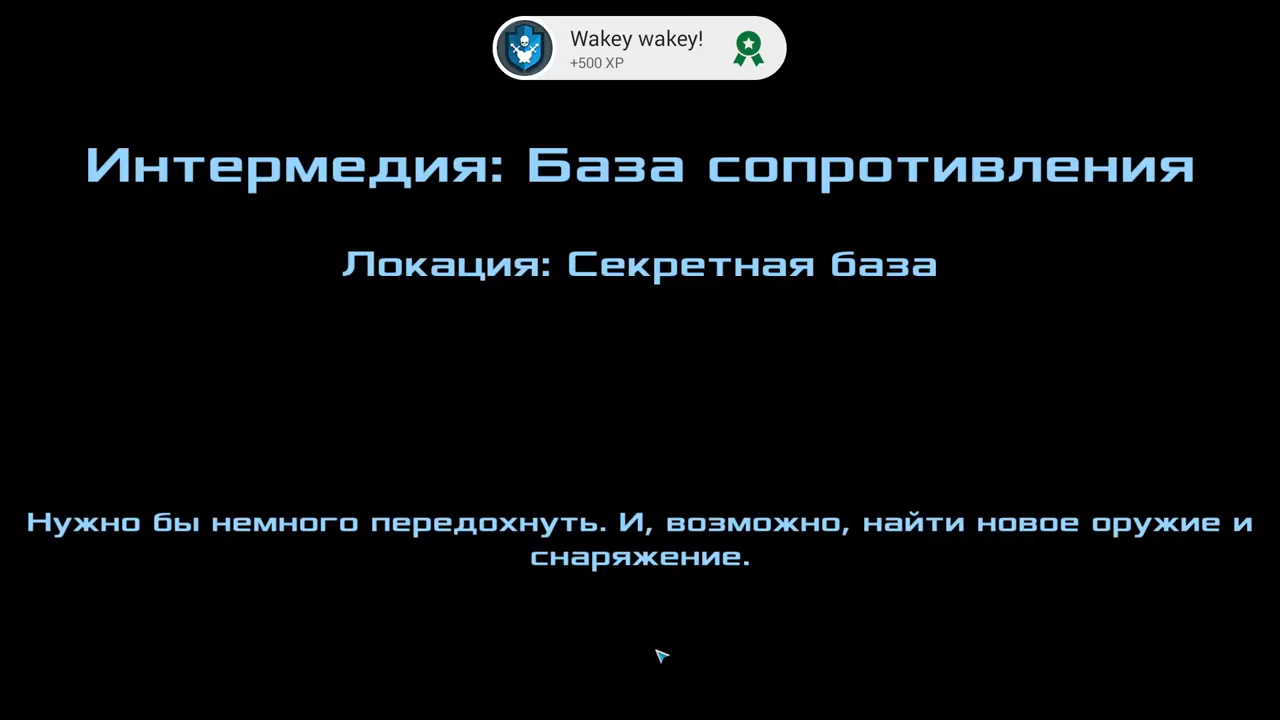 Wakey wakey!
+500 XP
Интермедия: База сопротивления
Локация: Секретная база
Нужно бы немного передохнуть. И, возможно, найти новое оружие и
снаряжение.